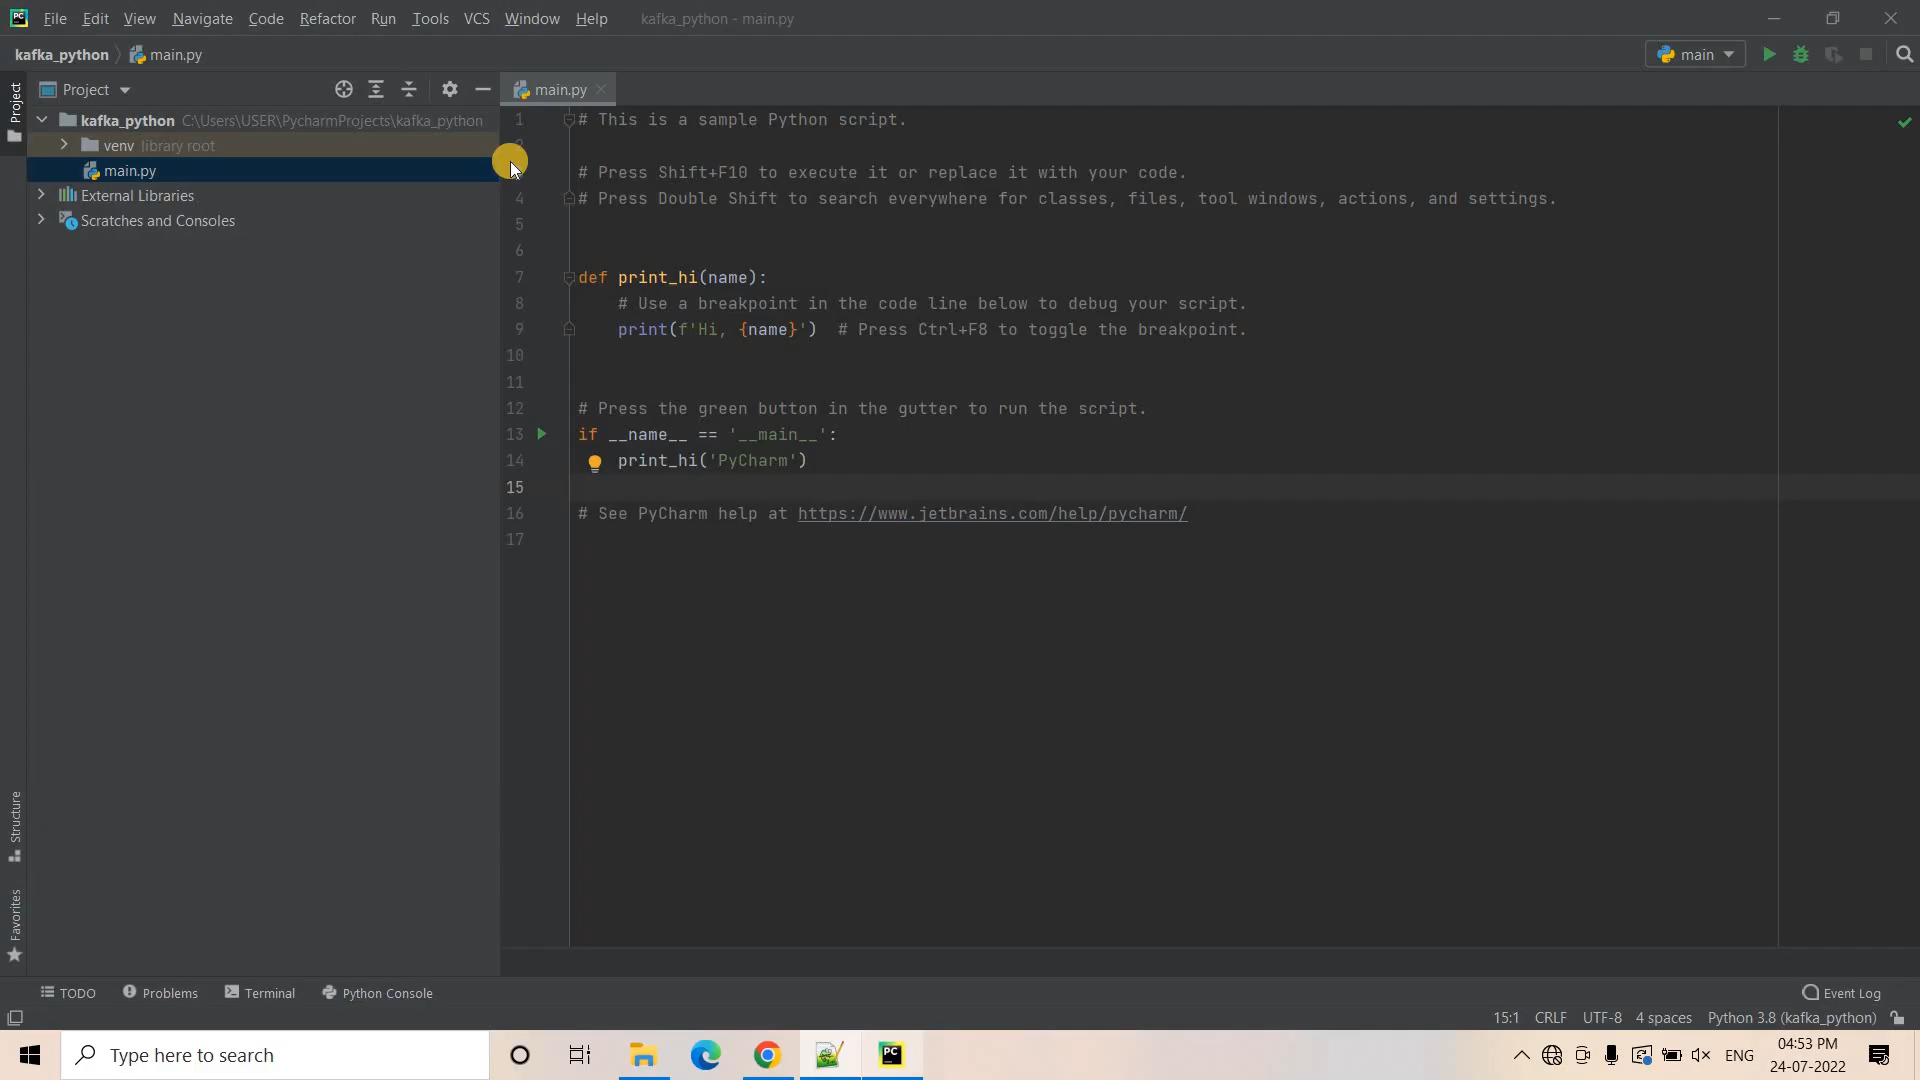 File Edit View Navigate Code Refactor Run Tools VCS Window Help kafka_python - main.py
kafka_python main.py main
Project
main.py
kafka_python C:\Users\USER\PycharmProjects\kafka_python
venv library root
main.py
External Libraries
Scratches and Consoles
Project
Structure
Favorites
1 # This is a sample Python script.
# Press Shift+F10 to execute it or replace it with your code.
4 # Press Double Shift to search everywhere for classes, files, tool windows, actions, and settings.
5
6
7 def print_hi(name):
8 # Use a breakpoint in the code line below to debug your script.
9 print(f'Hi, {name}') # Press Ctrl+F8 to toggle the breakpoint.
10
11
12 # Press the green button in the gutter to run the script.
13 if __name__ == '__main__':
14 print_hi('PyCharm')
15
16 # See PyCharm help at https://www.jetbrains.com/help/pycharm/
17
TODO Problems Terminal Python Console Event Log
15:1 CRLF UTF-8 4 spaces Python 3.8 (kafka_python)
Type here to search
PC
ENG
04:53 PM
24-07-2022